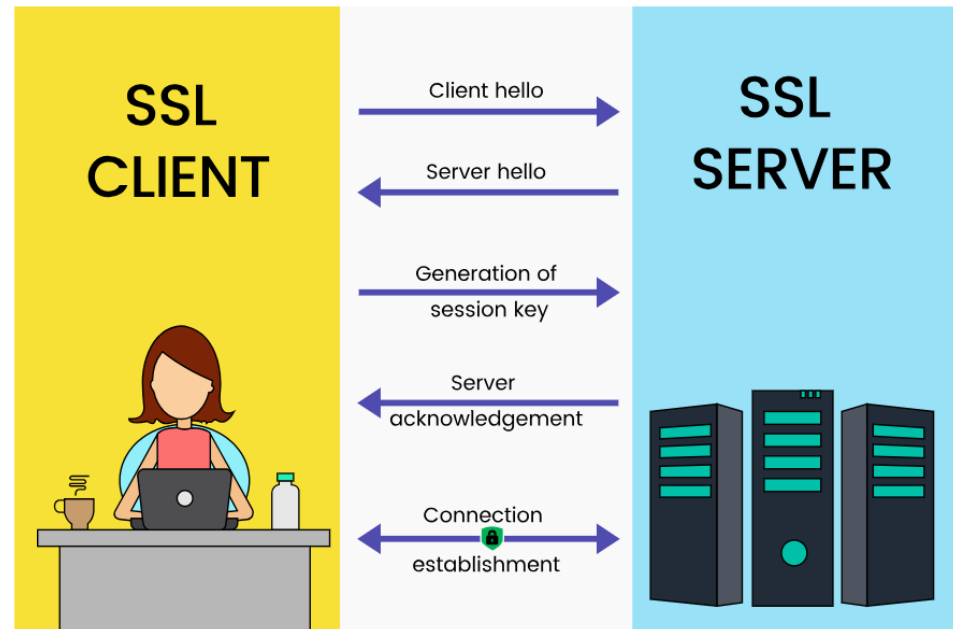 SSL
CLIENT
Client hello
Server hello
Generation of
session key
Server
acknowledgement
Connection
establishment
SSL
SERVER